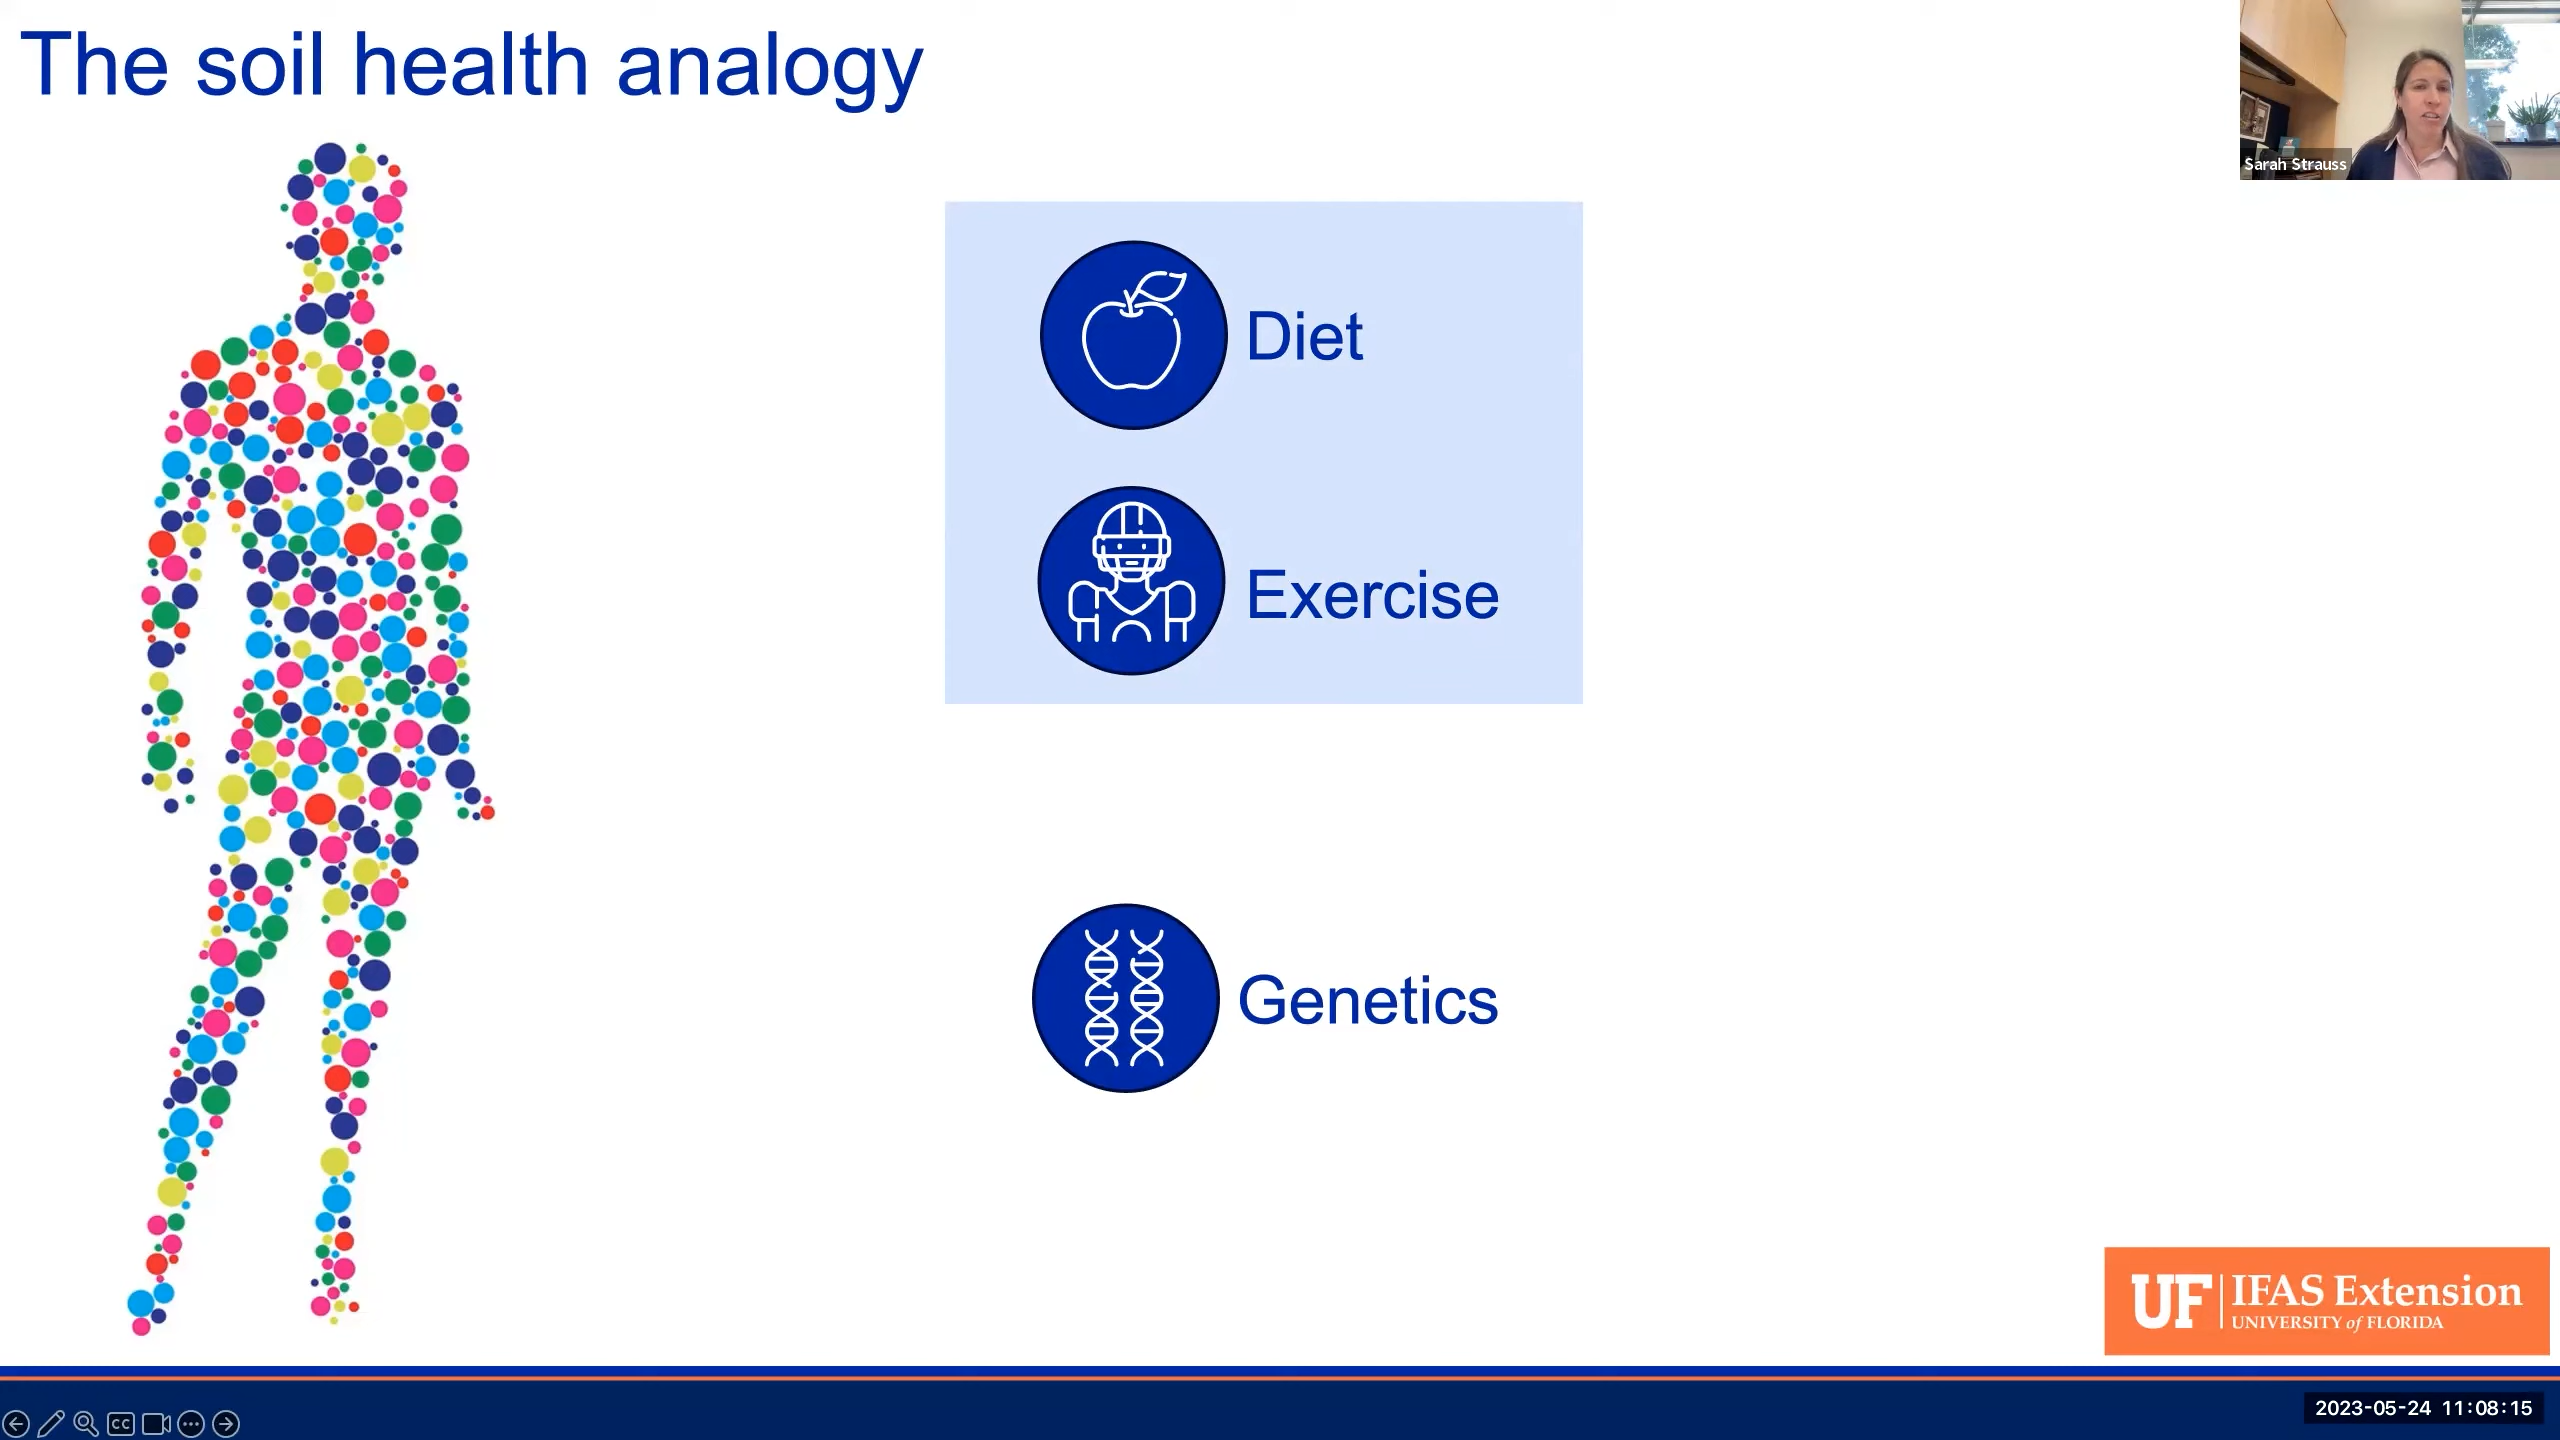 The soil health analogy
Sarah Strauss
Diet
Exercise
Genetics
UF IFAS Extension
UNIVERSITY of FLORIDA
CC
2023-05-24 11:08:15